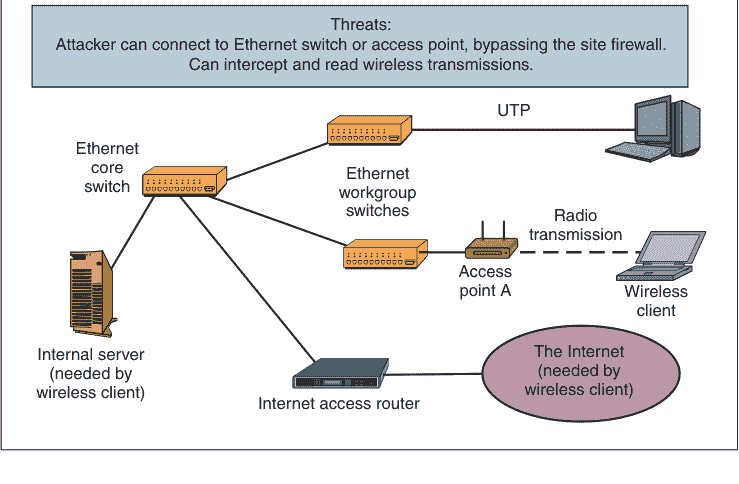 Threats:
Attacker can connect to Ethernet switch or access point, bypassing the site firewall.
Can intercept and read wireless transmissions.
UTP
Ethernet
core
switch
Ethernet
workgroup
switches
Radio
transmission
Access
point A
Wireless
client
Internal server
(needed by
wireless client)
The Internet
(needed by
wireless client)
Internet access router